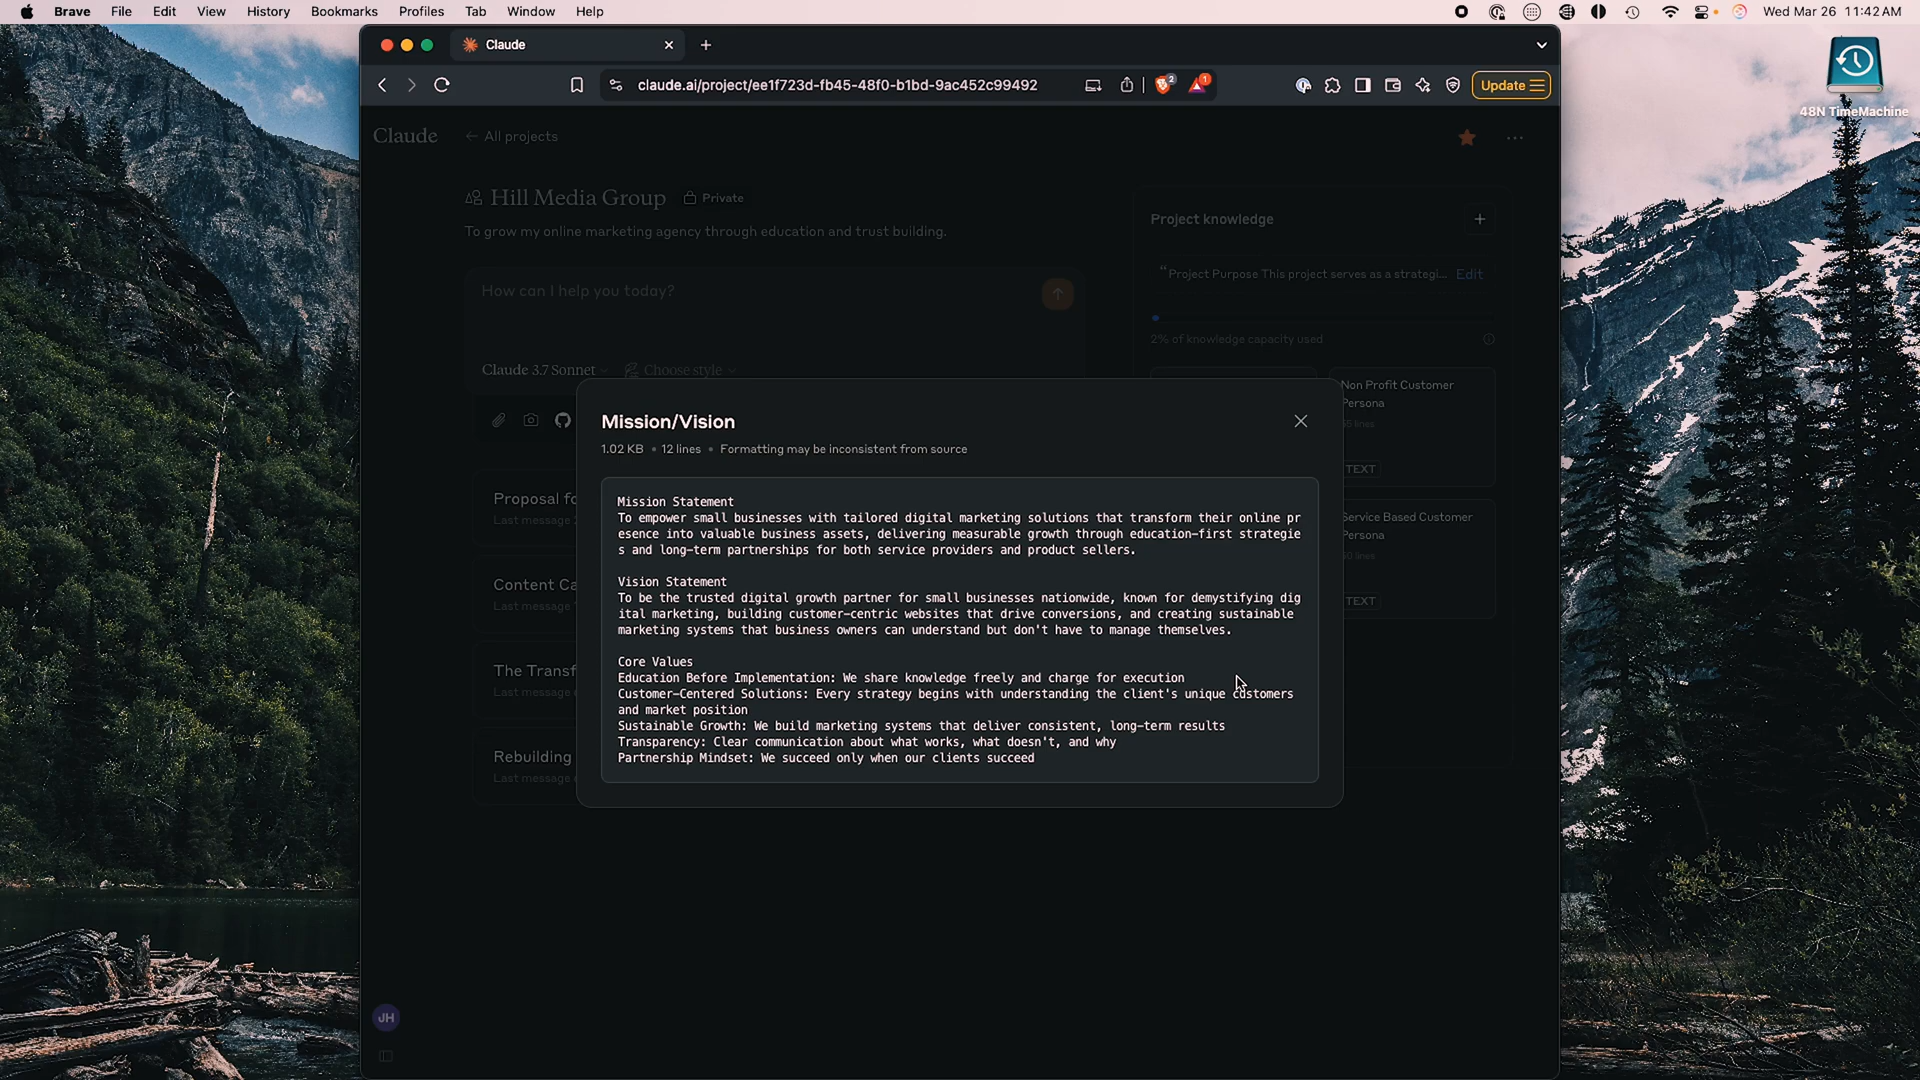 Brave File Edit View History Bookmarks Profiles Tab Window Help
Wed Mar 26 11:42 AM
Claude
claude.ai/project/ee1f723d-fb45-48f0-b1bd-9ac452c99492
2
1
Update
48N TimeMachine
Claude
← All projects
Hill Media Group
Private
To grow my online marketing agency through education and trust building.
How can I help you today?
Claude 3.7 Sonnet
Choose style
Project knowledge
"Project Purpose This project serves as a strategi...
Edit
2% of knowledge capacity used
Non Profit Customer
Persona
lines
TEXT
Service Based Customer
Persona
lines
TEXT
Proposal fo
Last message
Content Ca
Last message
The Transf
Last message
Rebuilding
Last message
Mission/Vision
1.02 KB • 12 lines • Formatting may be inconsistent from source
Mission Statement
To empower small businesses with tailored digital marketing solutions that transform their online pr
esence into valuable business assets, delivering measurable growth through education-first strategie
s and long-term partnerships for both service providers and product sellers.
Vision Statement
To be the trusted digital growth partner for small businesses nationwide, known for demystifying dig
ital marketing, building customer-centric websites that drive conversions, and creating sustainable
marketing systems that business owners can understand but don't have to manage themselves.
Core Values
Education Before Implementation: We share knowledge freely and charge for execution
Customer-Centered Solutions: Every strategy begins with understanding the client's unique customers
and market position
Sustainable Growth: We build marketing systems that deliver consistent, long-term results
Transparency: Clear communication about what works, what doesn't, and why
Partnership Mindset: We succeed only when our clients succeed
JH